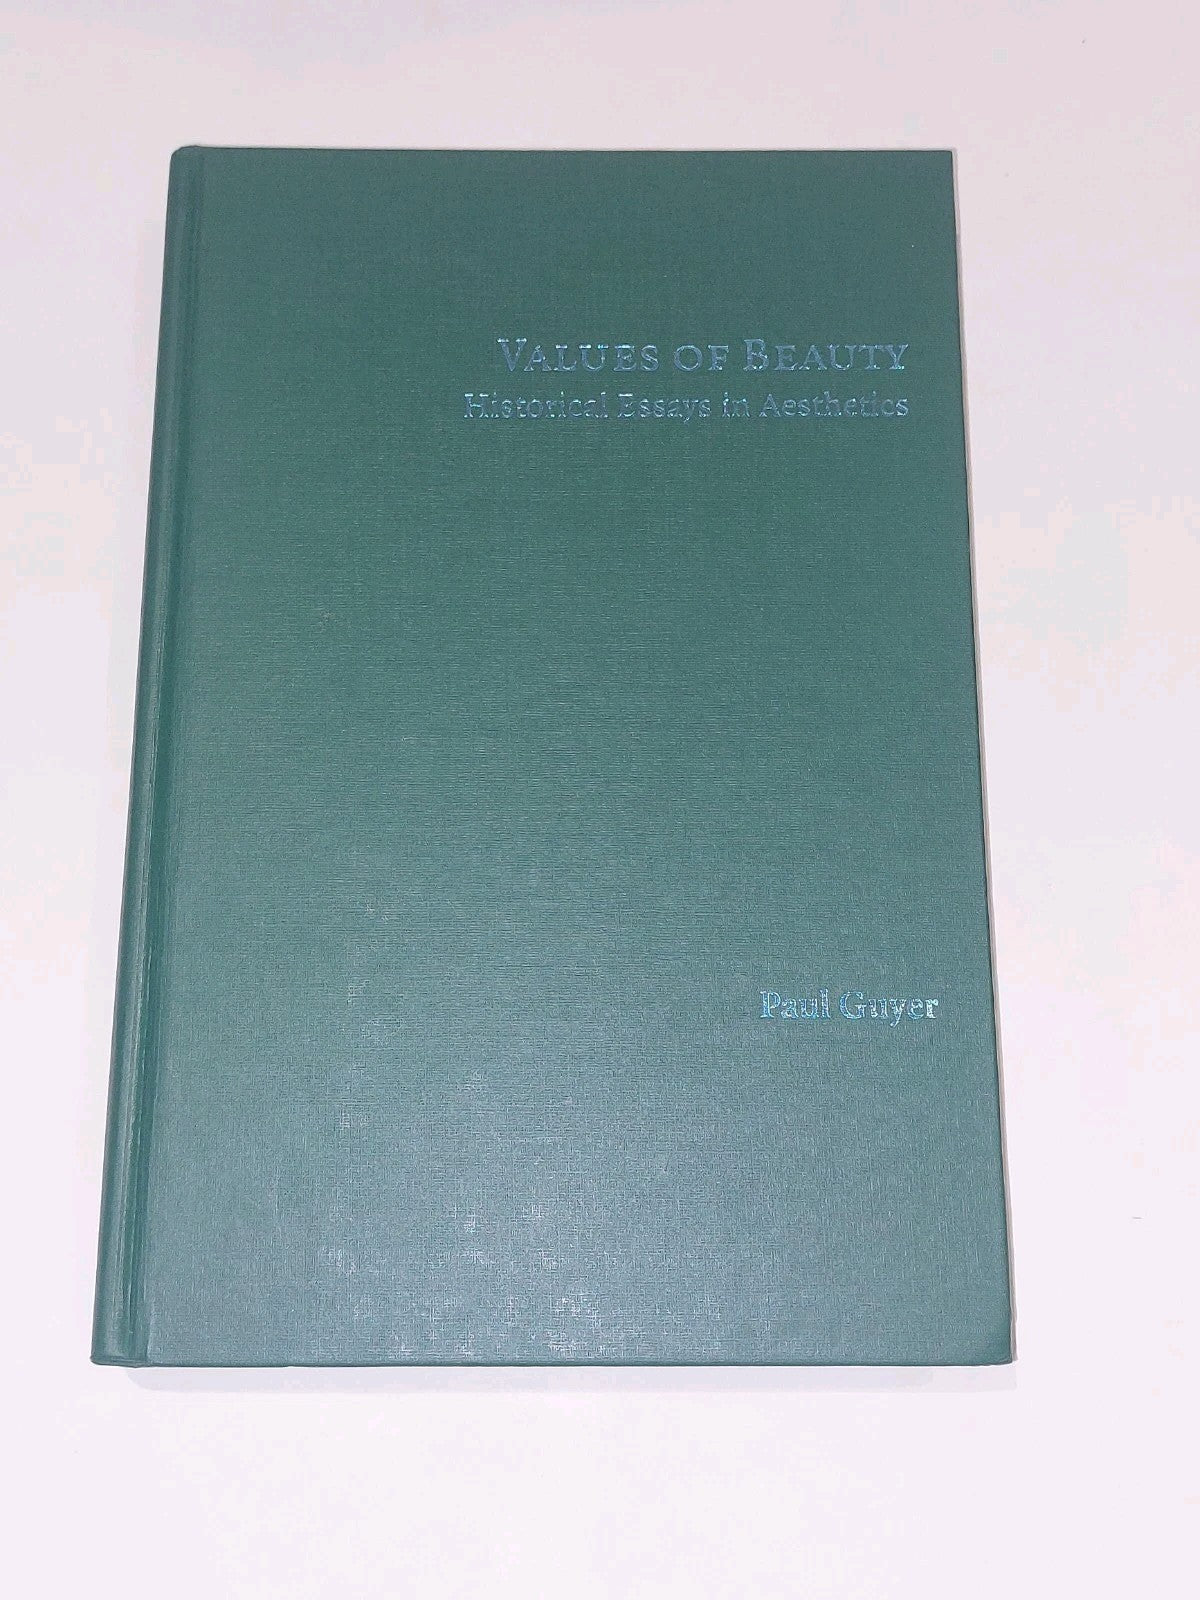 VALUES OF BEAUTY
Historical Essays in Aesthetics
Paul Guyer